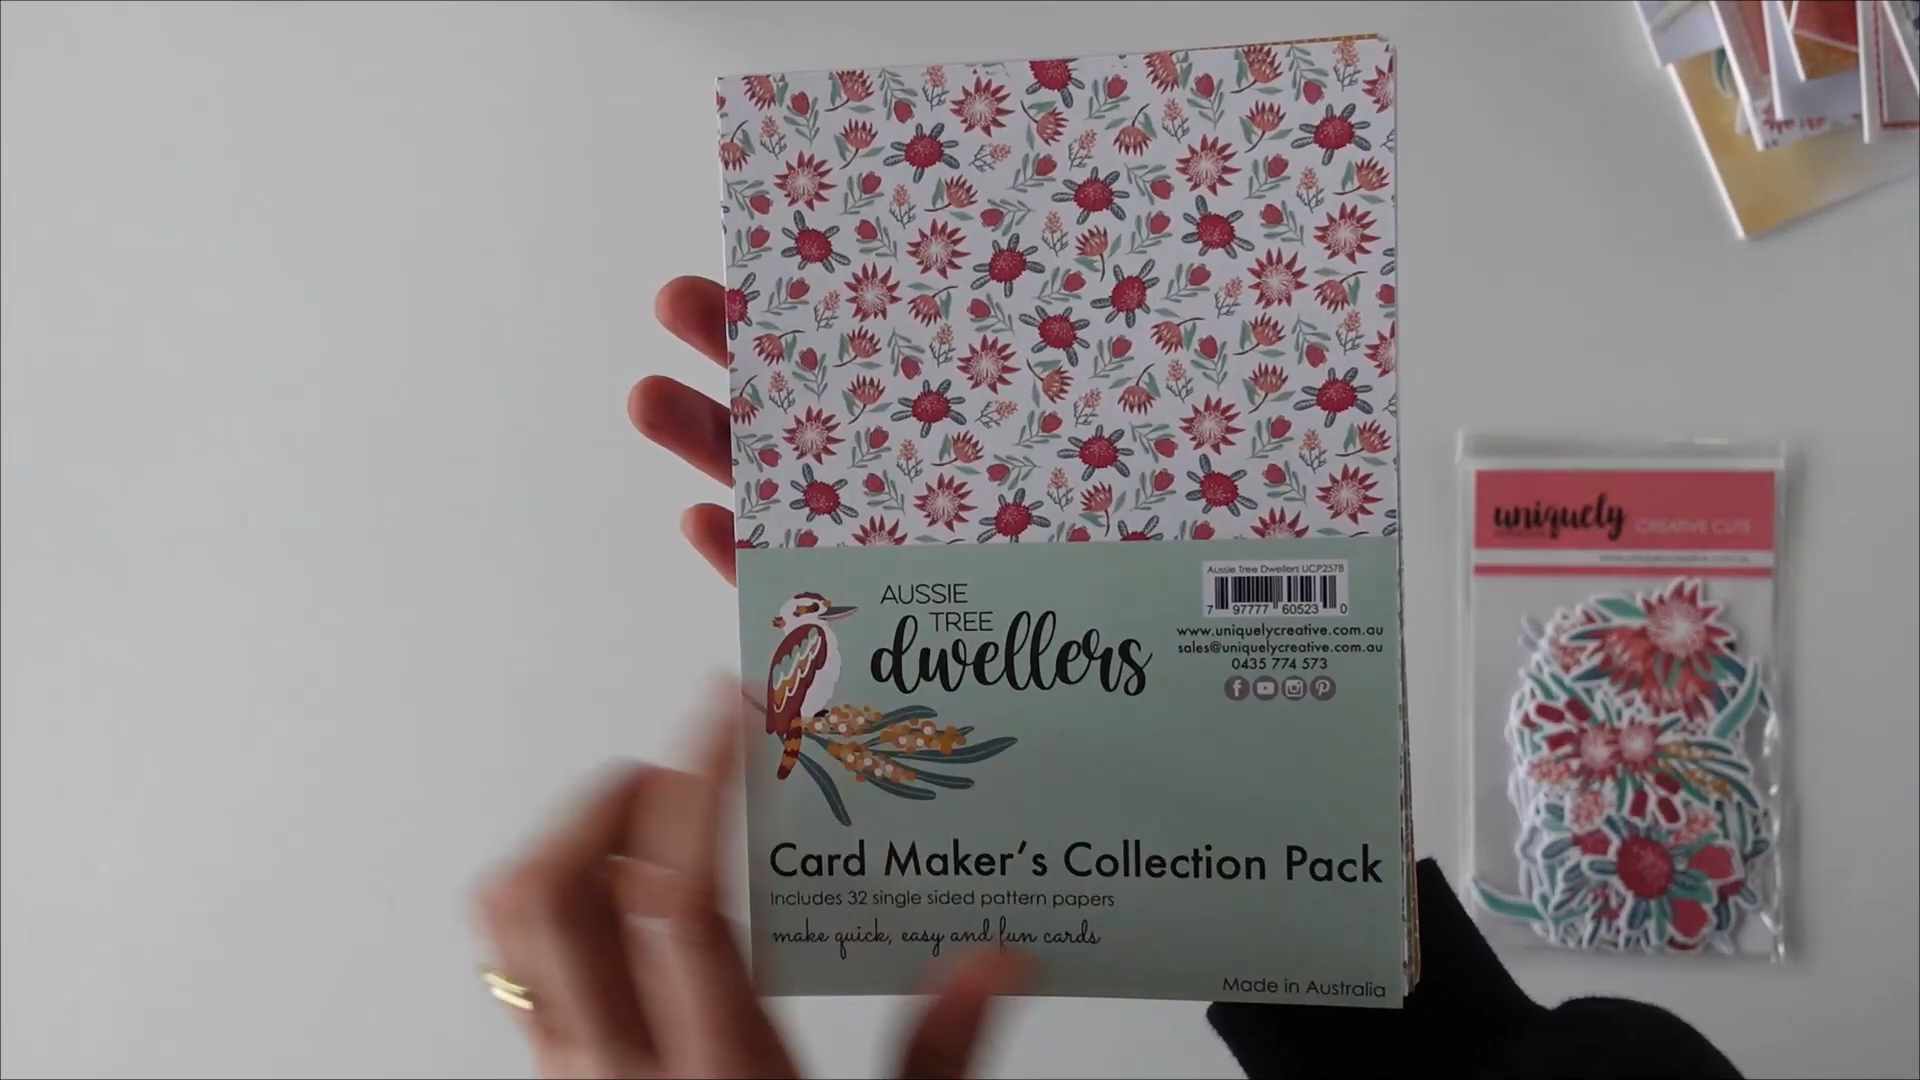 Aussie Tree Dwellers UCP2578
7 97777 60523 0
www.uniquelycreative.com.au
sales@uniquelycreative.com.au
0435 774 573
AUSSIE
TREE
dwellers
Card Maker's Collection Pack
Includes 32 single sided pattern papers
make quick, easy and fun cards
Made in Australia
uniquely CREATIVE CUTS